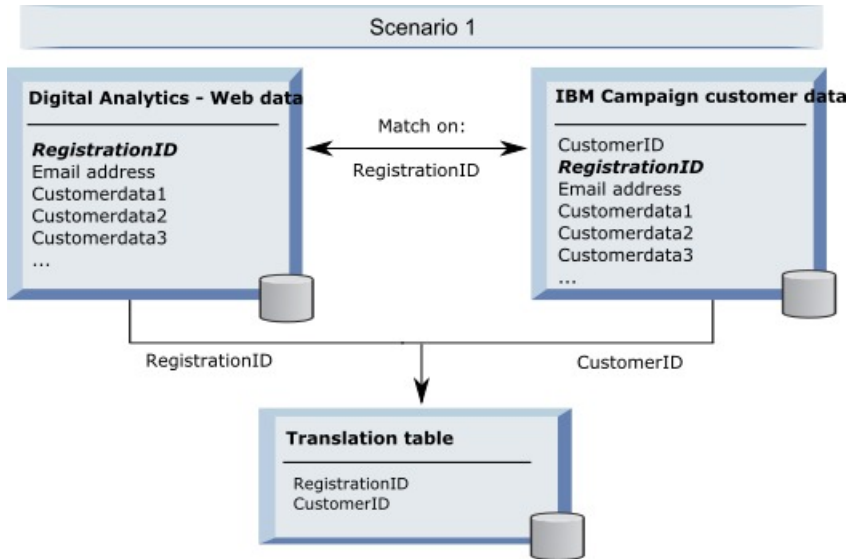 Scenario 1
Digital Analytics - Web data
RegistrationID
Email address
Customerdata1
Customerdata2
Customerdata3
...
Match on:
RegistrationID
IBM Campaign customer data
CustomerID
RegistrationID
Email address
Customerdata1
Customerdata2
Customerdata3
...
RegistrationID
CustomerID
Translation table
RegistrationID
CustomerID